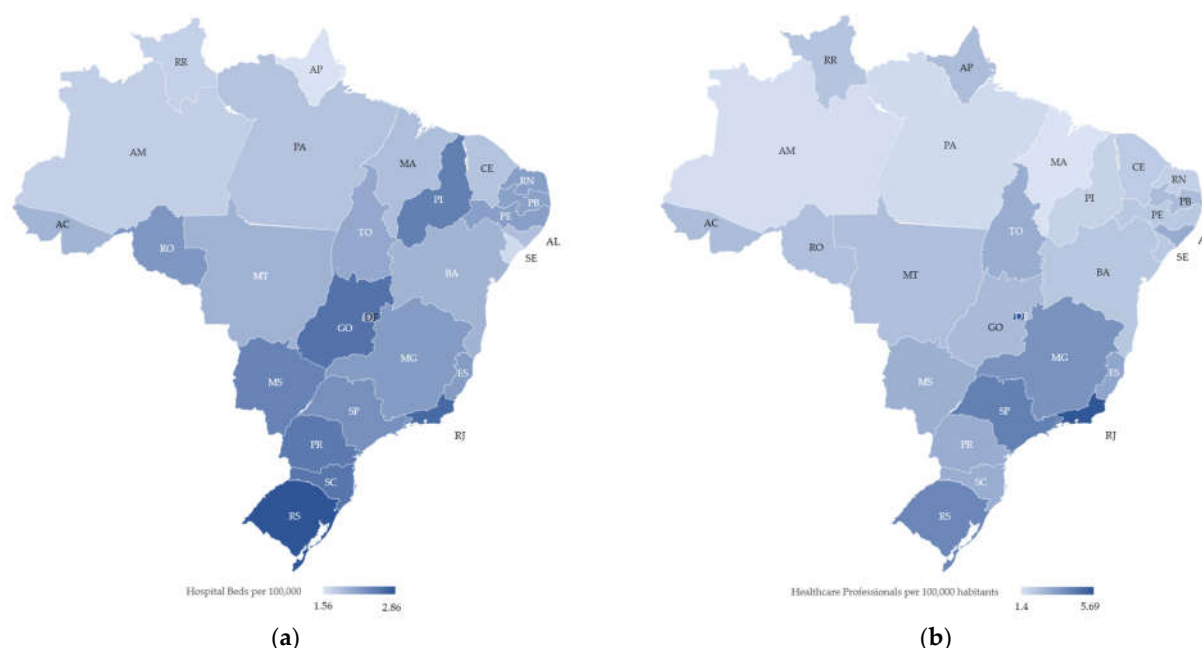 RR
AP
AM
PA
MA
CE
RN
PB
PE
PI
AC
AL
RO
TO
SE
MT
BA
GO
DF
MG
MS
ES
SP
RJ
PR
SC
RS
Hospital Beds per 100,000
1.56
2.86
(a)
RR
AP
AM
PA
MA
CE
RN
PB
PI
PE
AC
TO
A
RO
SE
MT
BA
DF
GO
MG
MS
ES
SP
RJ
PR
SC
RS
Healthcare Professionals per 100,000 habitants
1.4
5.69
(b)